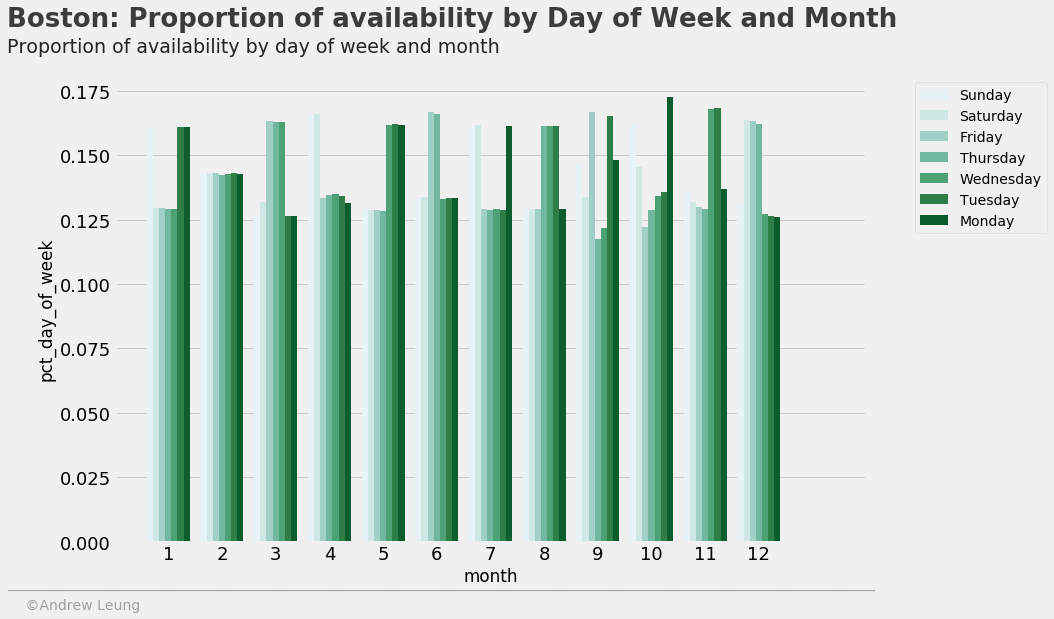 Boston: Proportion of availability by Day of Week and Month
Proportion of availability by day of week and month
0.175
0.150
0.125
0.100
0.075
0.050
0.025
0.000
pct_day_of_week
1 2 3 4 5 6 7 8 9 10 11 12
month
Sunday
Saturday
Friday
Thursday
Wednesday
Tuesday
Monday
©Andrew Leung